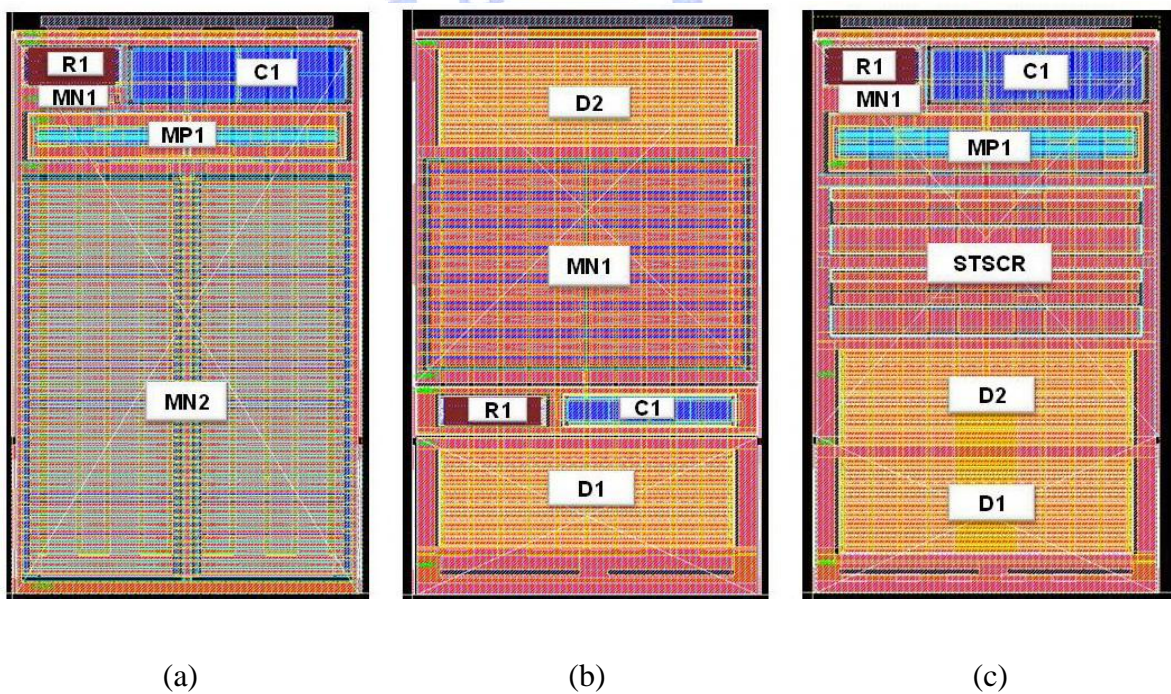 R1
C1
MN1
MP1
MN2
D2
MN1
R1
C1
D1
R1
C1
MN1
MP1
STSCR
D2
D1
(a) (b) (c)